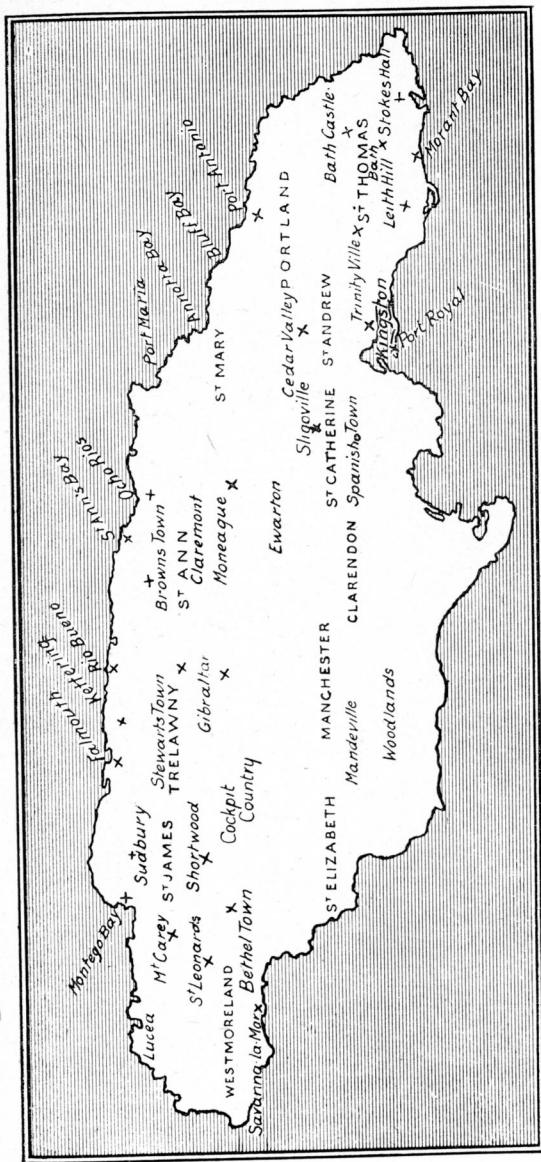 Montego Bay
Falmouth
Kettering
Rio Bueno
St Ann's Bay
Ocho Rios
Port Maria
Annotta Bay
Bluff Bay
Port Antonio
Lucea
Sudbury
Mt Carey
ST JAMES
Stewarts Town
TRELAWNY
Browns Town
ST ANN
Claremont
Moneague
ST MARY
St Leonards
Shortwood
Gibraltar
Cockpit
Country
WESTMORELAND
Bethel Town
Savanna-la-Mar
Ewarton
Cedar Valley
PORTLAND
Sligoville
Bath Castle
ST ELIZABETH
MANCHESTER
Mandeville
Woodlands
CLARENDON
ST CATHERINE
Spanish Town
ST ANDREW
Trinity Ville
ST THOMAS
Bath
Leith Hill
Stokes Hall
Kingston
Port Royal
Morant Bay